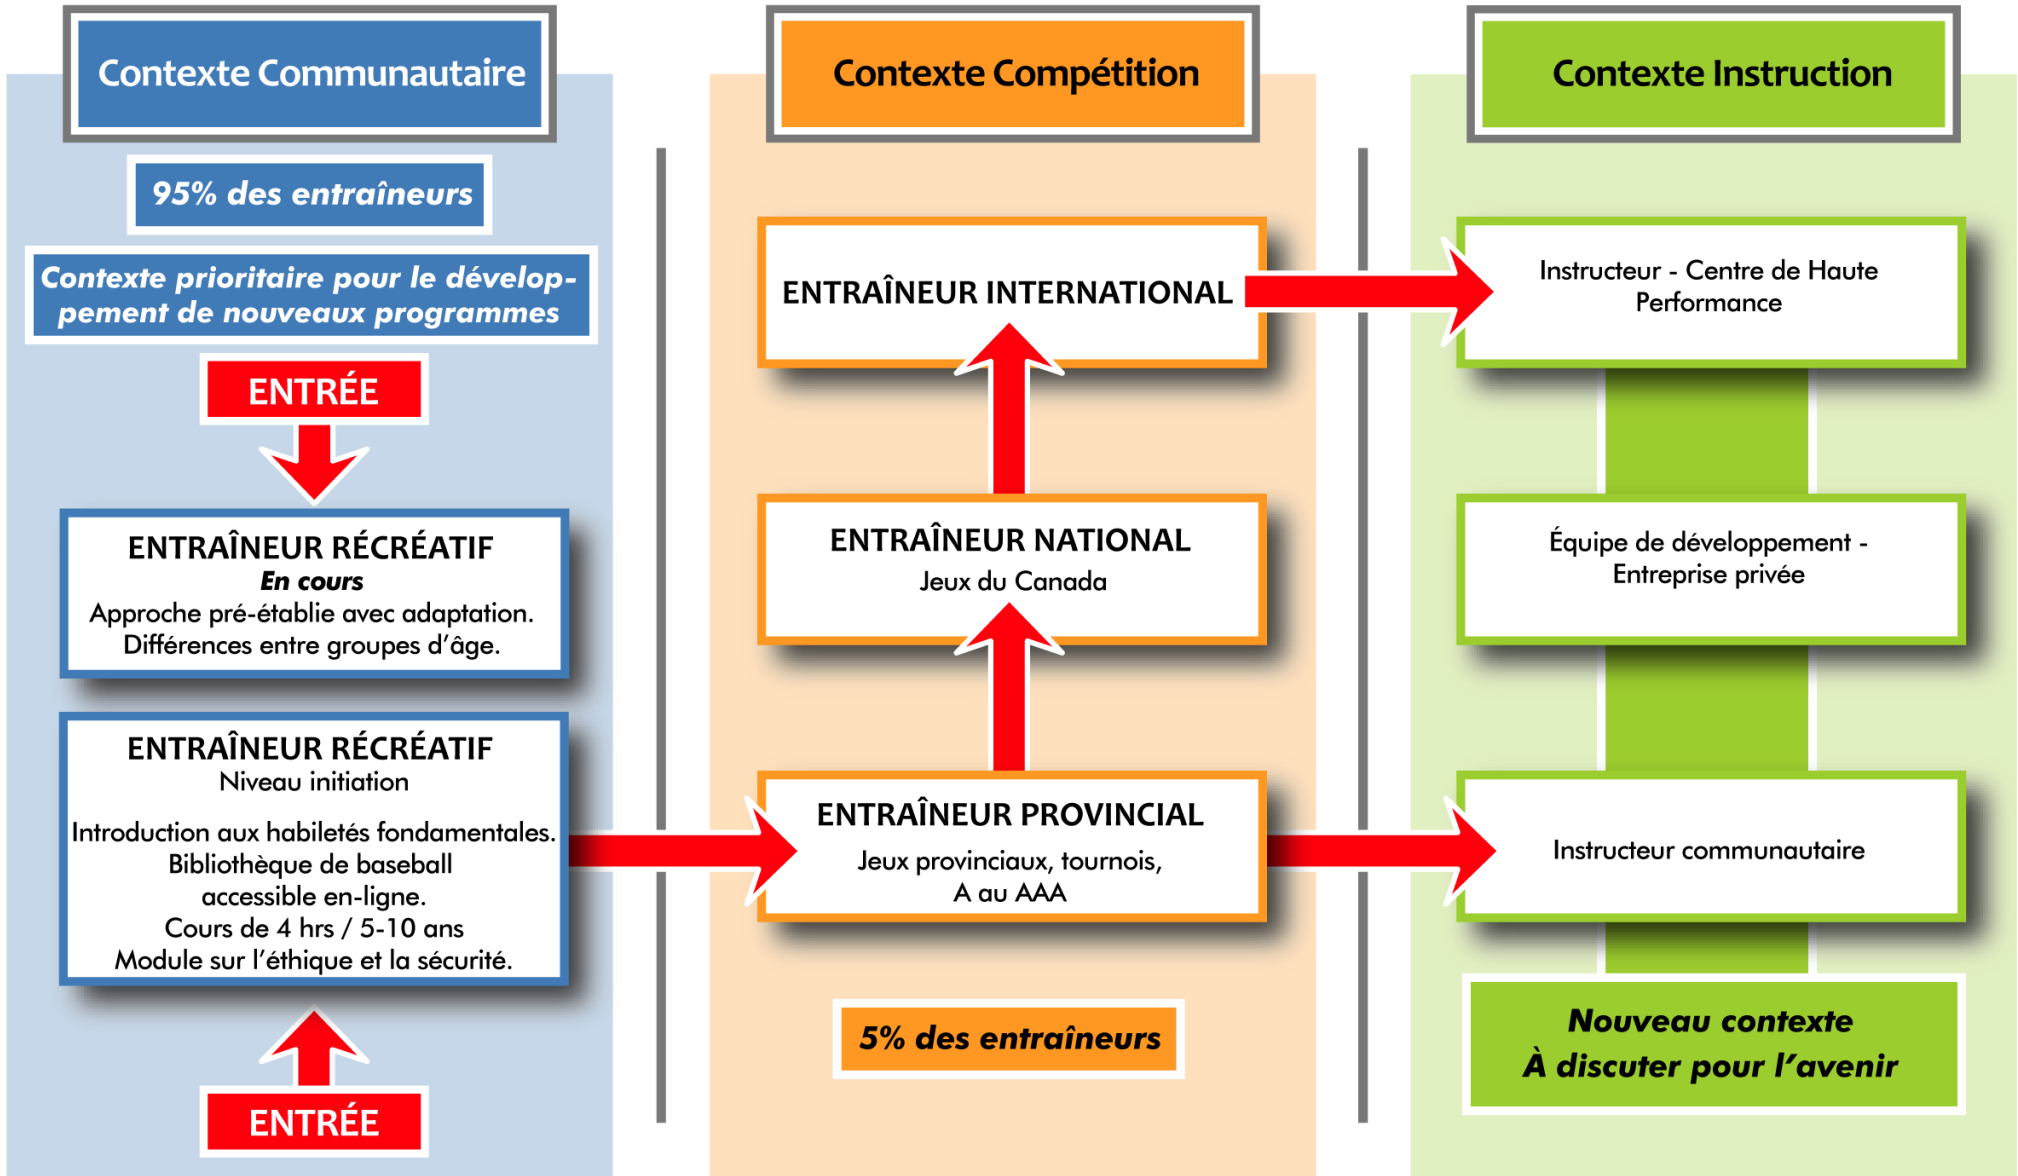 Contexte Communautaire
95% des entraîneurs
Contexte prioritaire pour le dévelop-
pement de nouveaux programmes
ENTRÉE
ENTRAÎNEUR RÉCRÉATIF
En cours
Approche pré-établie avec adaptation.
Différences entre groupes d'âge.
ENTRAÎNEUR RÉCRÉATIF
Niveau initiation
Introduction aux habiletés fondamentales.
Bibliothèque de baseball
accessible en-ligne.
Cours de 4 hrs / 5-10 ans
Module sur l'éthique et la sécurité.
ENTRÉE
Contexte Compétition
ENTRAÎNEUR INTERNATIONAL
ENTRAÎNEUR NATIONAL
Jeux du Canada
ENTRAÎNEUR PROVINCIAL
Jeux provinciaux, tournois,
A au AAA
5% des entraîneurs
Contexte Instruction
Instructeur - Centre de Haute
Performance
Équipe de développement -
Entreprise privée
Instructeur communautaire
Nouveau contexte
À discuter pour l'avenir